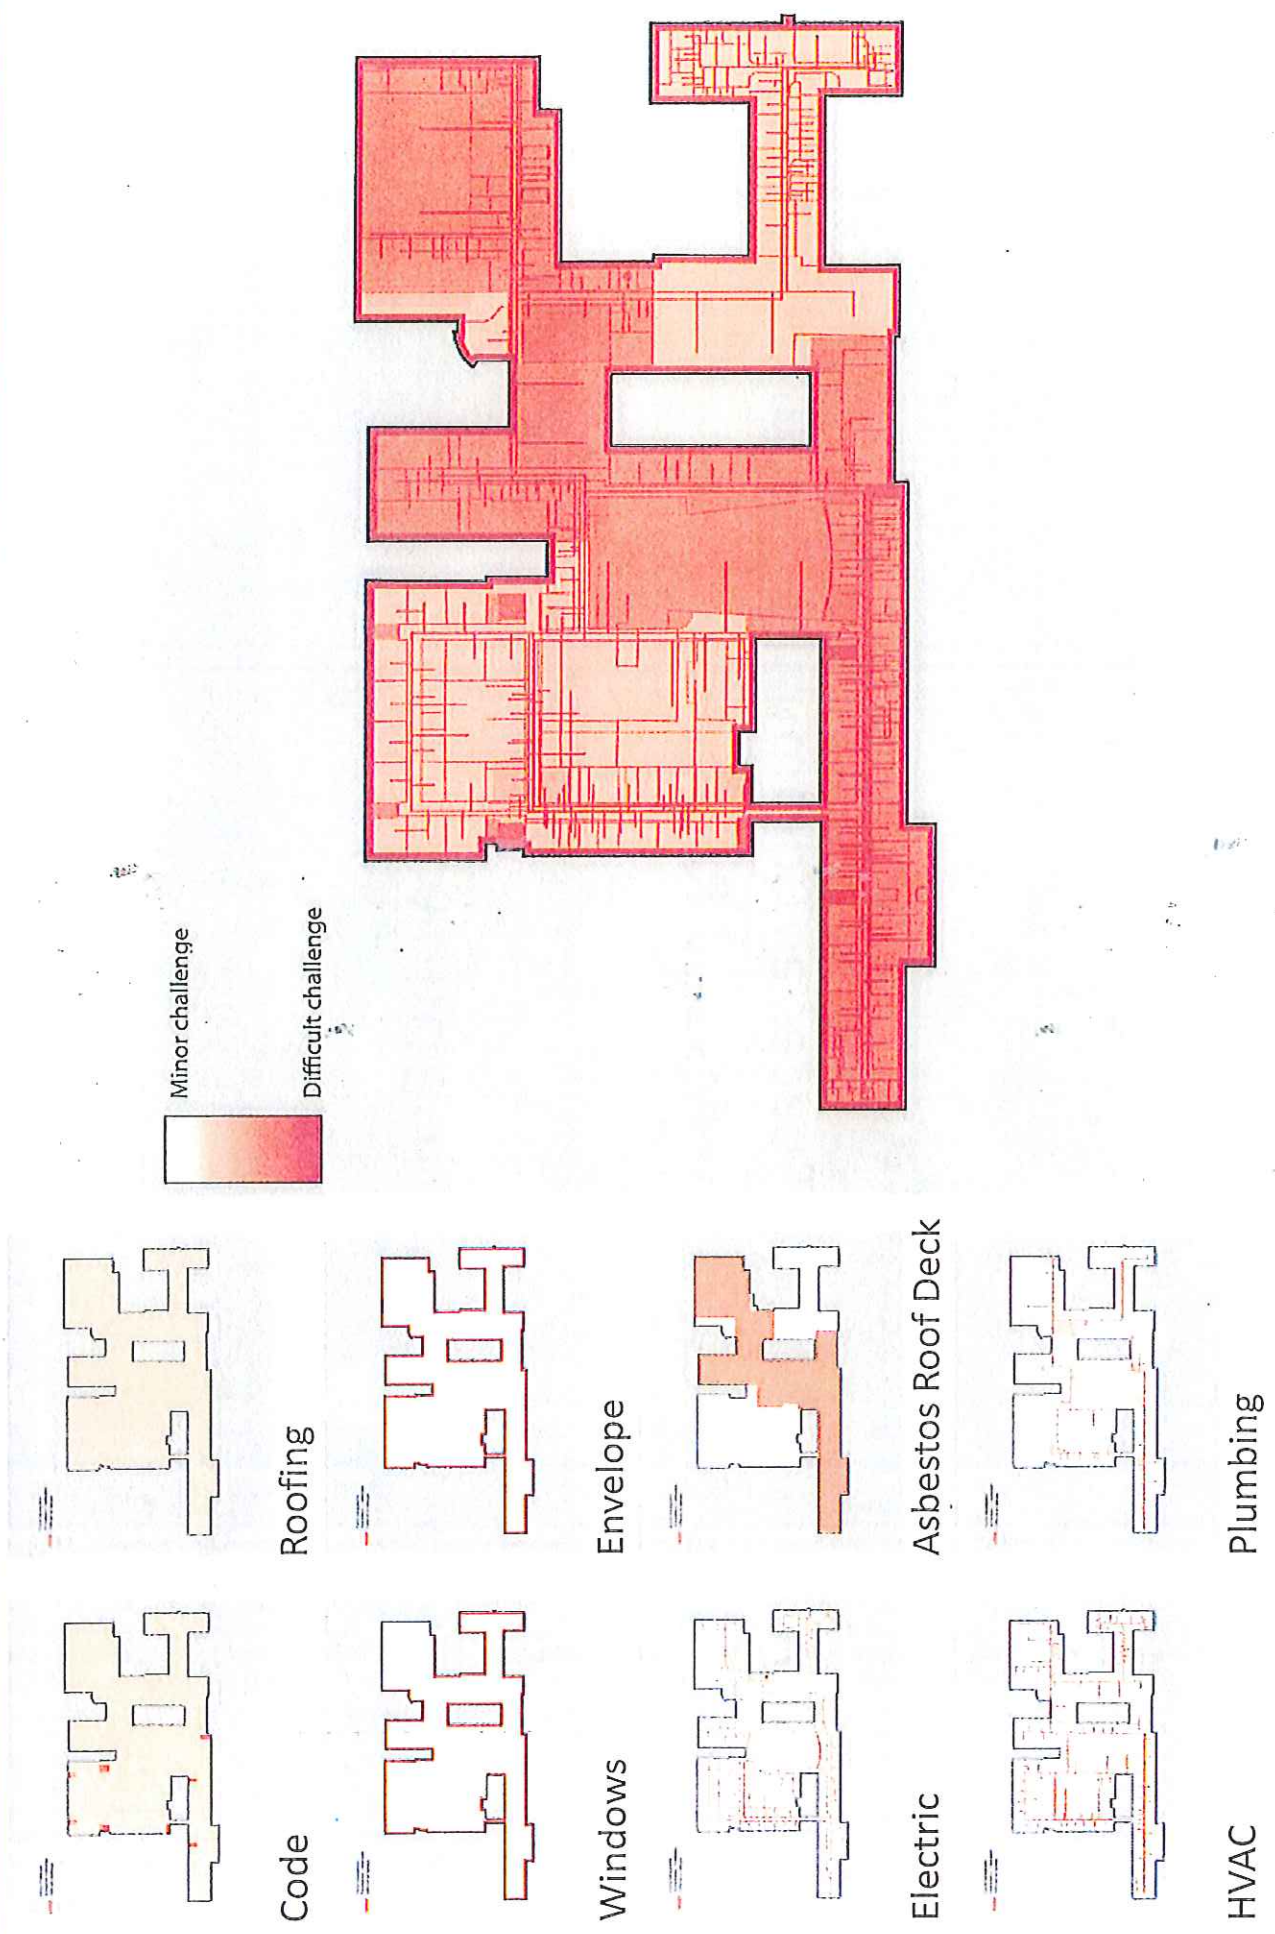 Minor challenge
Difficult challenge
Code
Roofing
Windows
Envelope
Electric
Asbestos Roof Deck
HVAC
Plumbing